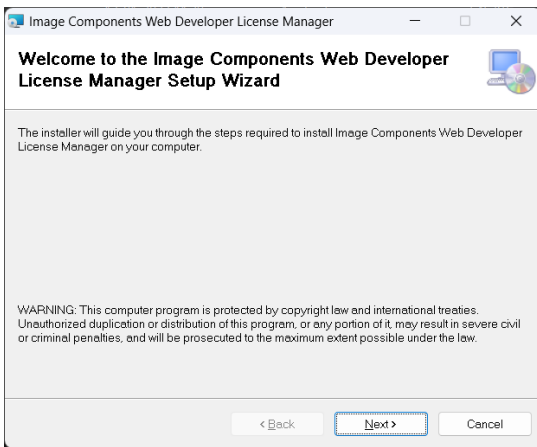 Image Components Web Developer License Manager
Welcome to the Image Components Web Developer
License Manager Setup Wizard
The installer will guide you through the steps required to install Image Components Web Developer
License Manager on your computer.
WARNING: This computer program is protected by copyright law and international treaties.
Unauthorized duplication or distribution of this program, or any portion of it, may result in severe civil
or criminal penalties, and will be prosecuted to the maximum extent possible under the law.
< Back
Next >
Cancel